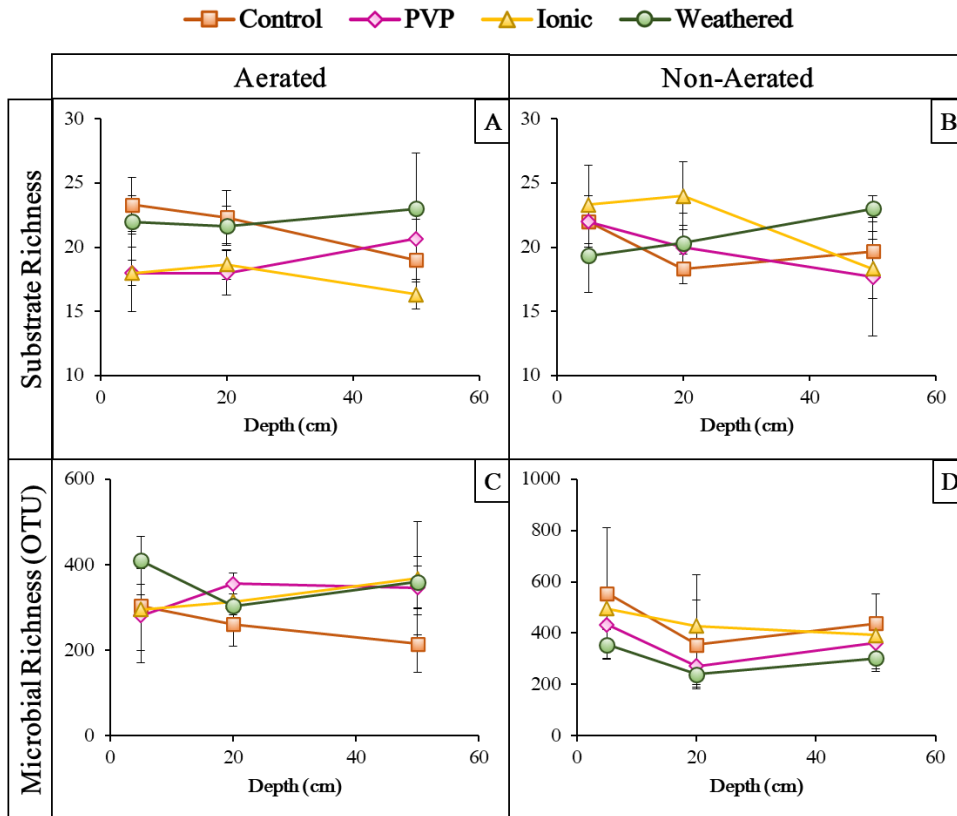 Control PVP Ionic Weathered
Aerated Non-Aerated
Substrate Richness
A
30
25
20
15
10
0 20 40 60
Depth (cm)
B
30
25
20
15
10
0 20 40 60
Depth (cm)
Microbial Richness (OTU)
C
600
400
200
0
0 20 40 60
Depth (cm)
D
1000
800
600
400
200
0
0 20 40 60
Depth (cm)